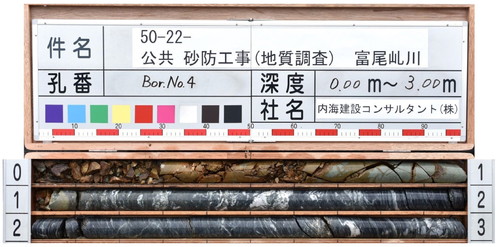 件名
50-22-
公共 砂防工事(地質調査) 富尾乢川
孔番
Bor.No.4
深度
0.00 m～3.00m
社名
内海建設コンサルタント(株)
10 20 30 40 50 60 70 80 90
0 1
1 2
2 3